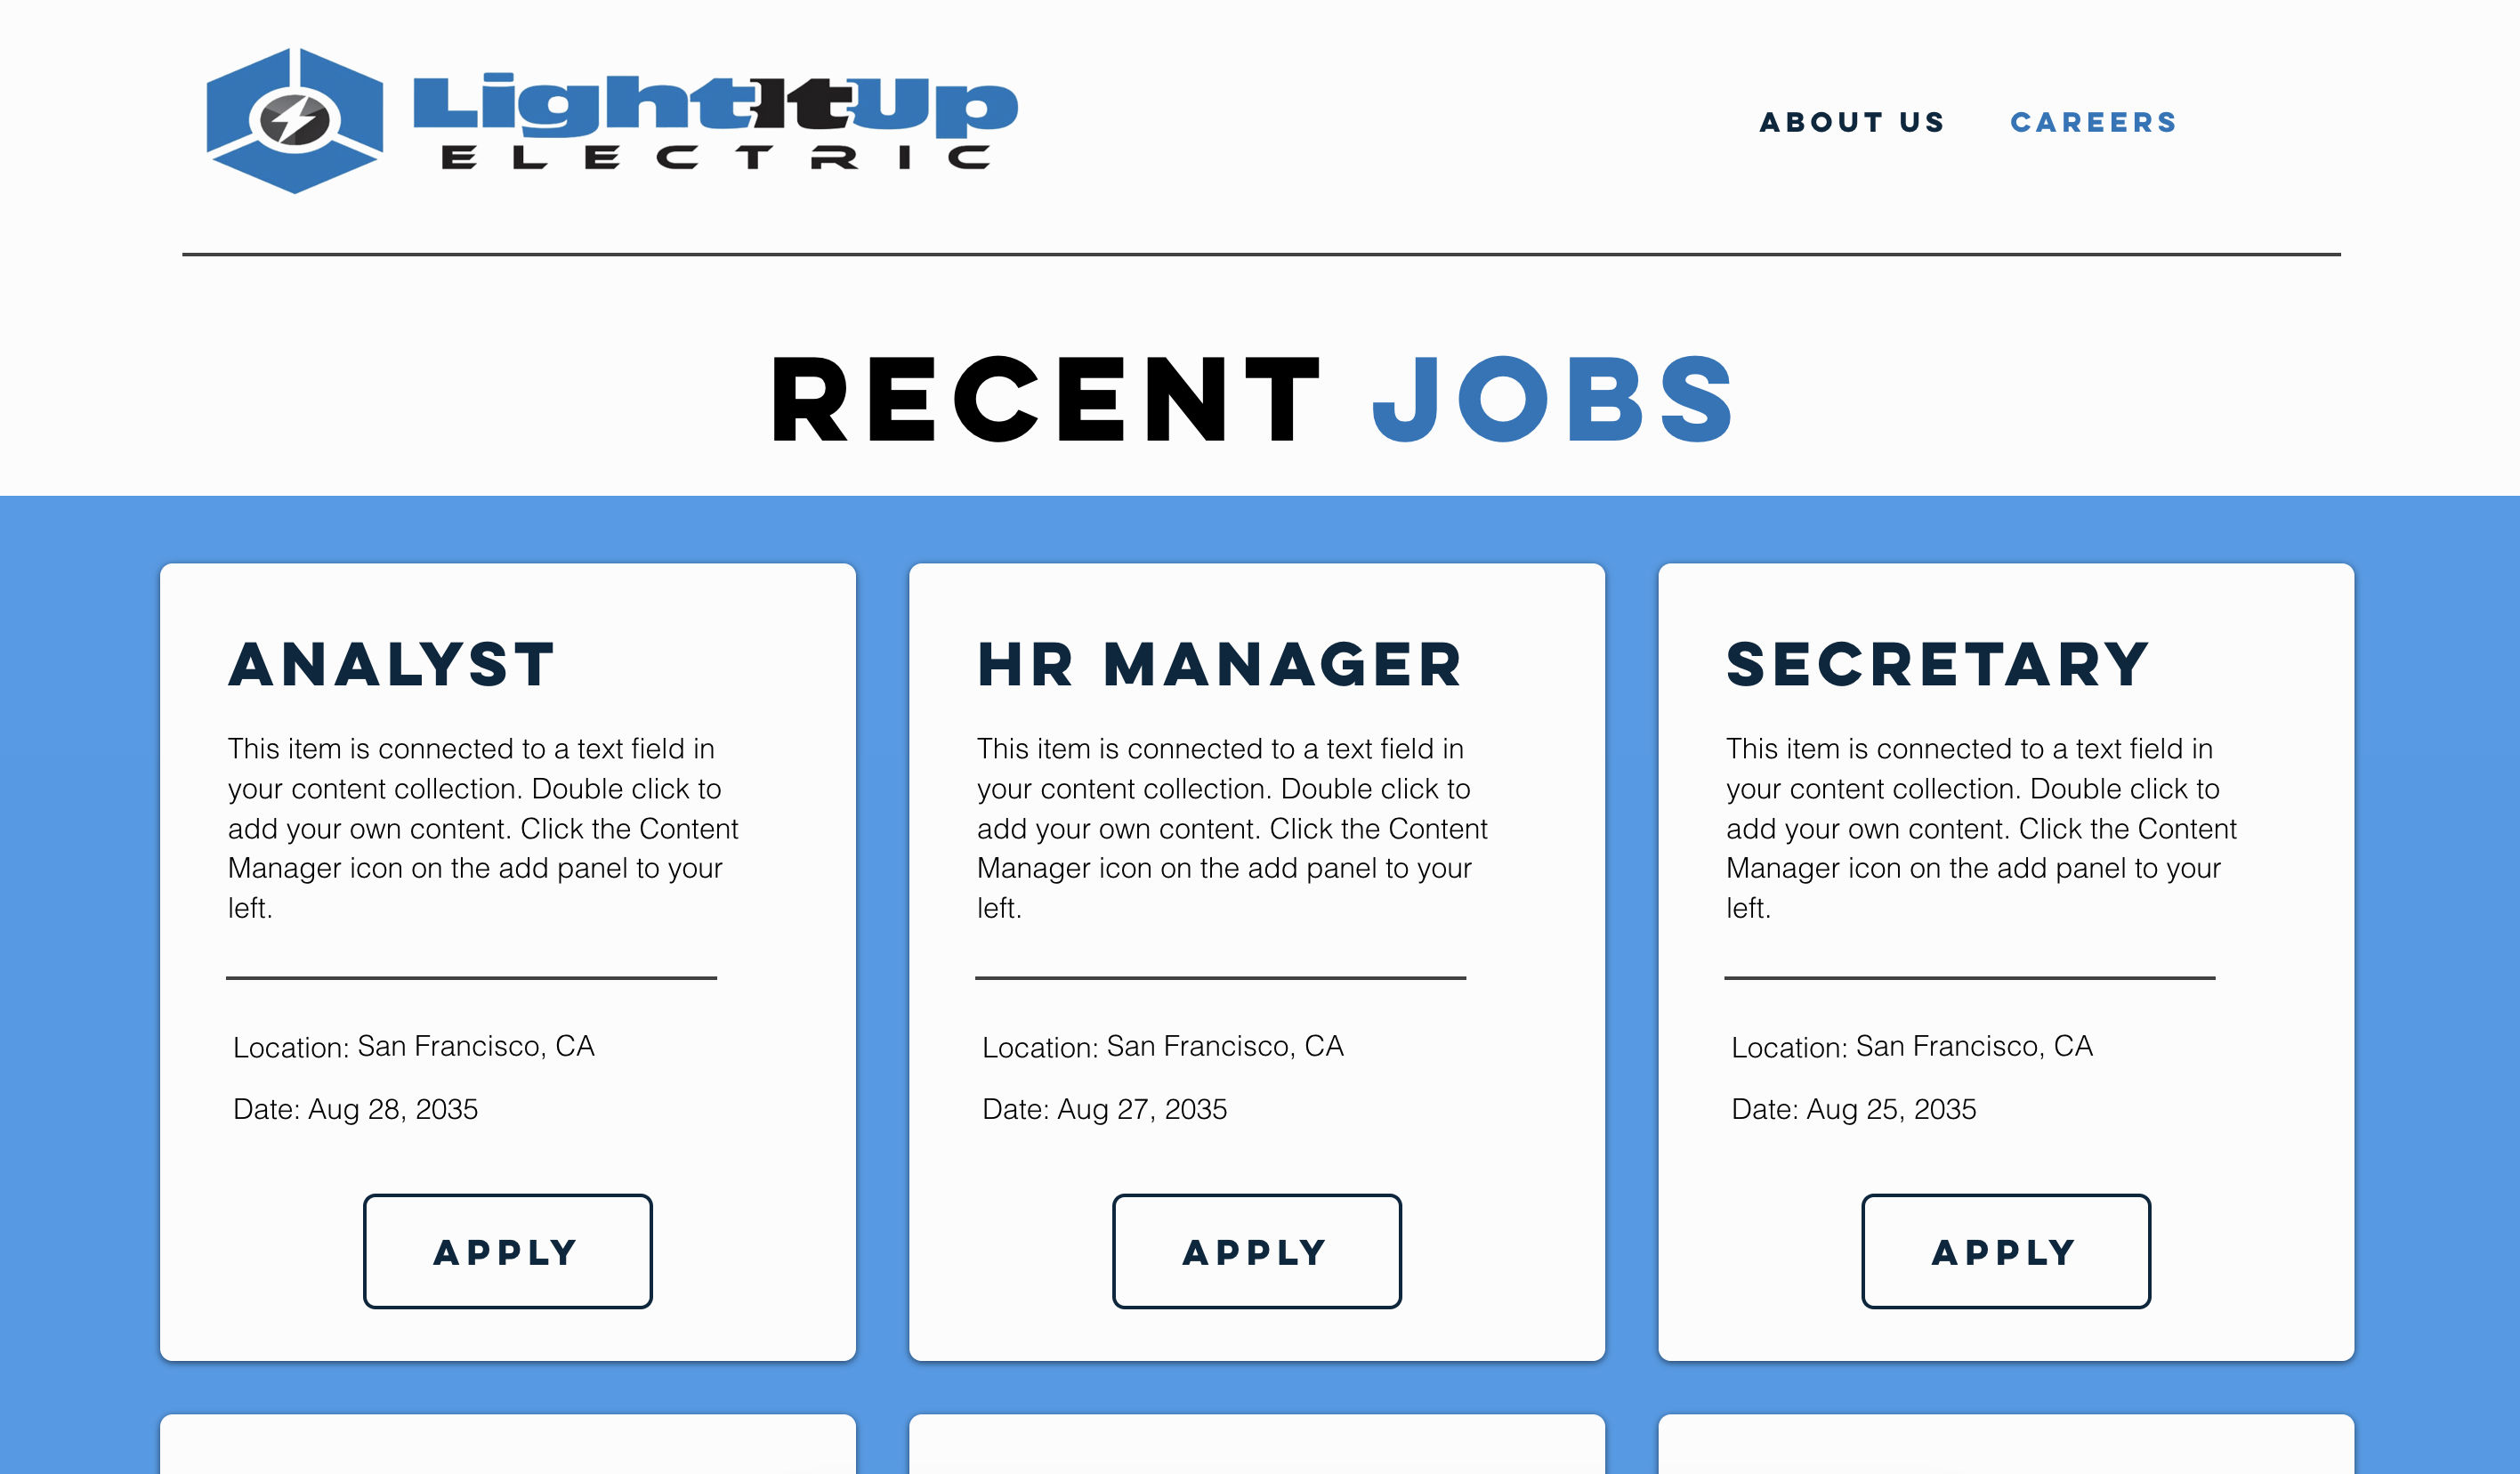 LightItUp
ELECTRIC
ABOUT US
CAREERS
RECENT JOBS
ANALYST
This item is connected to a text field in
your content collection. Double click to
add your own content. Click the Content
Manager icon on the add panel to your
left.
Location: San Francisco, CA
Date: Aug 28, 2035
APPLY
HR MANAGER
This item is connected to a text field in
your content collection. Double click to
add your own content. Click the Content
Manager icon on the add panel to your
left.
Location: San Francisco, CA
Date: Aug 27, 2035
APPLY
SECRETARY
This item is connected to a text field in
your content collection. Double click to
add your own content. Click the Content
Manager icon on the add panel to your
left.
Location: San Francisco, CA
Date: Aug 25, 2035
APPLY